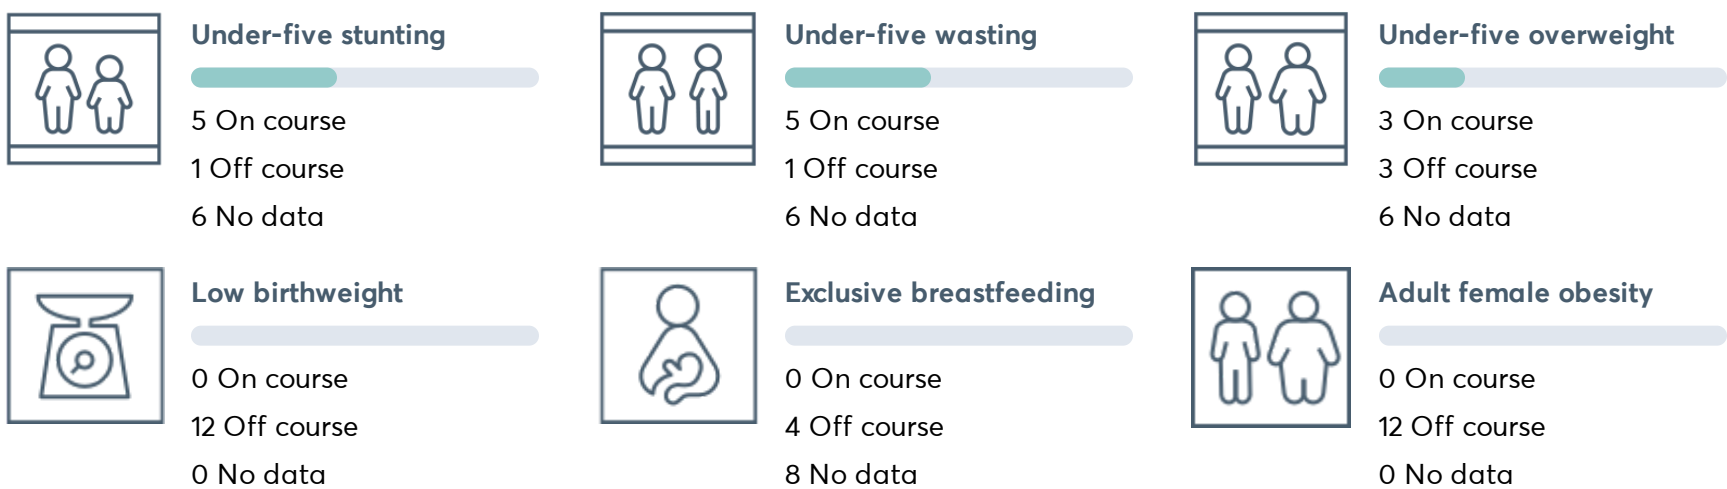 Under-five stunting
5 On course
1 Off course
6 No data
Under-five wasting
5 On course
1 Off course
6 No data
Under-five overweight
3 On course
3 Off course
6 No data
Low birthweight
0 On course
12 Off course
0 No data
Exclusive breastfeeding
0 On course
4 Off course
8 No data
Adult female obesity
0 On course
12 Off course
0 No data